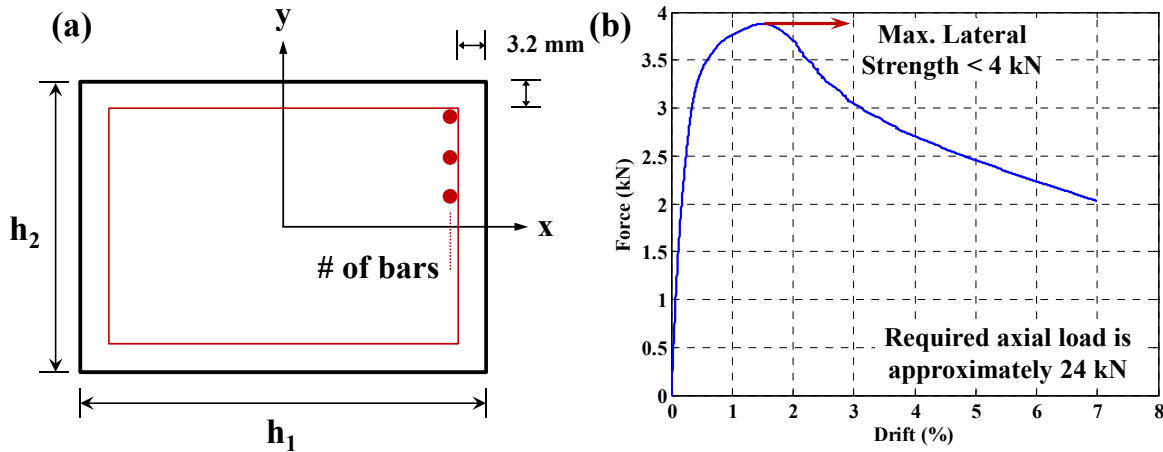 (a)
y
3.2 mm
h2
x
# of bars
h1
(b)
Max. Lateral
Strength < 4 kN
Required axial load is
approximately 24 kN
Force (kN)
4
3.5
3
2.5
2
1.5
1
0.5
0
0 1 2 3 4 5 6 7 8
Drift (%)